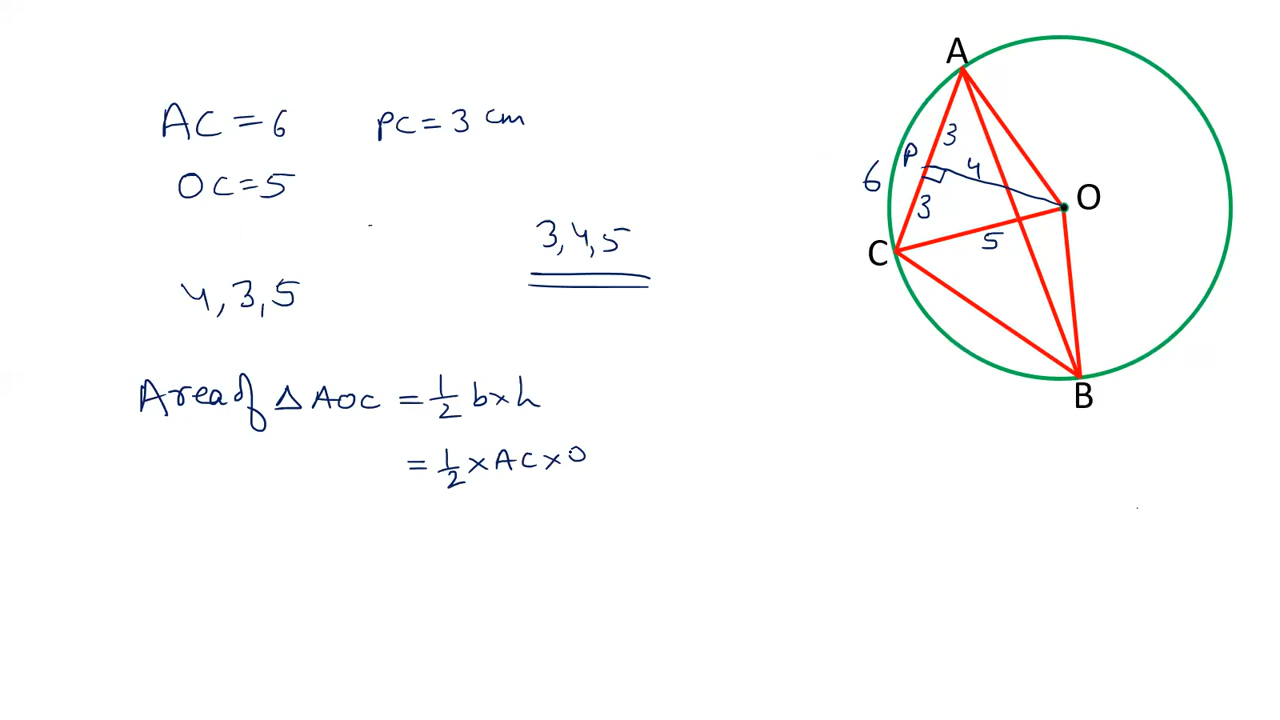 AC = 6
PC = 3 cm
OC = 5
3, 4, 5
4, 3, 5
Area of △ AOC = 1/2 b × h
= 1/2 × AC × O
A
3
P
4
6
3
O
5
C
B